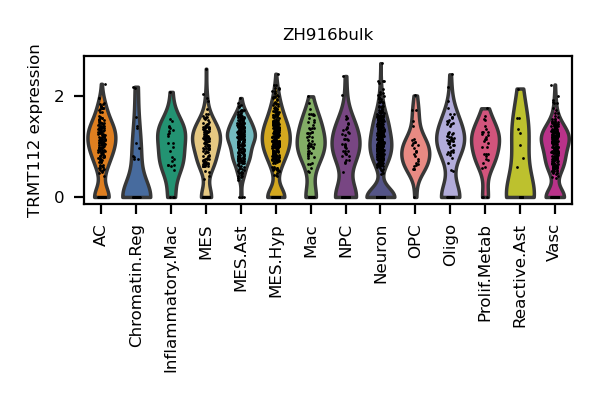 ZH916bulk
TRMT112 expression
2
0
AC
Chromatin.Reg
Inflammatory.Mac
MES
MES.Ast
MES.Hyp
Mac
NPC
Neuron
OPC
Oligo
Prolif.Metab
Reactive.Ast
Vasc